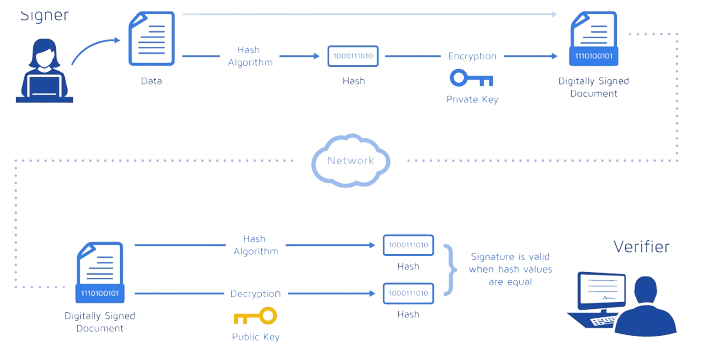 Signer
Data
Hash
Algorithm
1000111010
Hash
Encryption
Private Key
1110100101
Digitally Signed
Document
Network
1110100101
Digitally Signed
Document
Hash
Algorithm
1000111010
Hash
Decryption
Public Key
1000111010
Hash
Signature is valid
when hash values
are equal.
Verifier